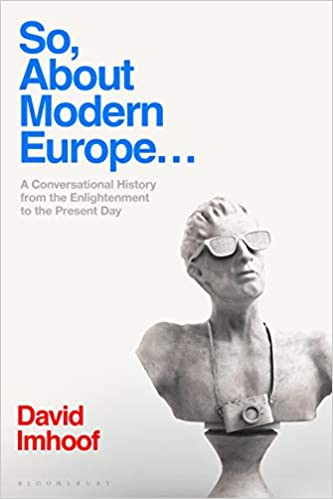 So,
About
Modern
Europe…
A Conversational History
from the Enlightenment
to the Present Day
David
Imhoof
BLOOMSBURY